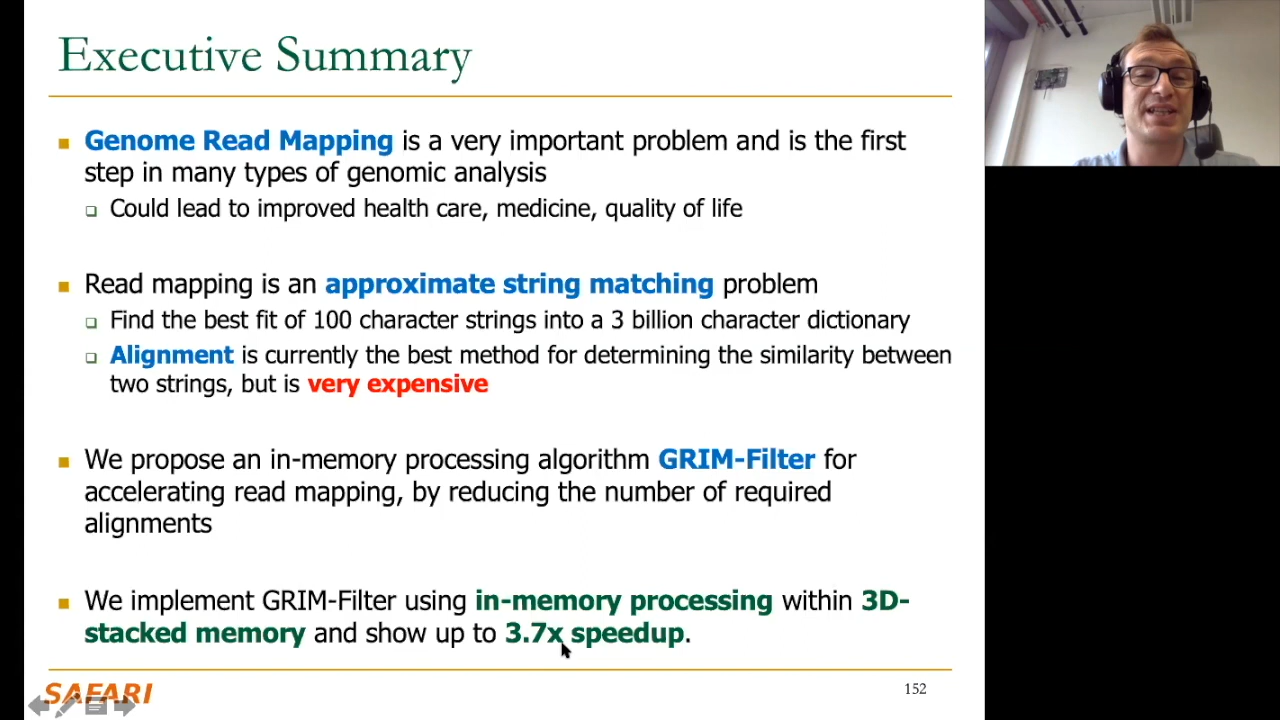 Executive Summary
Genome Read Mapping is a very important problem and is the first
step in many types of genomic analysis
Could lead to improved health care, medicine, quality of life
Read mapping is an approximate string matching problem
Find the best fit of 100 character strings into a 3 billion character dictionary
Alignment is currently the best method for determining the similarity between
two strings, but is very expensive
We propose an in-memory processing algorithm GRIM-Filter for
accelerating read mapping, by reducing the number of required
alignments
We implement GRIM-Filter using in-memory processing within 3D-
stacked memory and show up to 3.7x speedup.
SAFARI
152